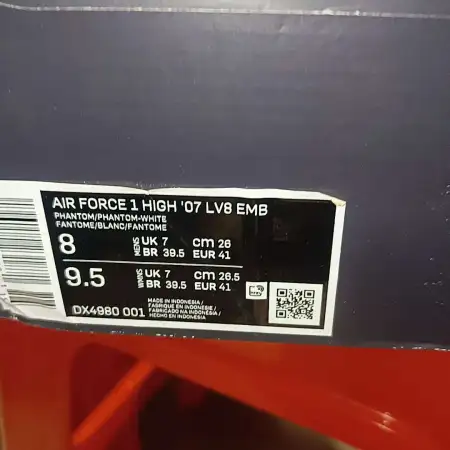 AIR FORCE 1 HIGH '07 LV8 EMB
PHANTOM/PHANTOM-WHITE
FANTOME/BLANC/FANTOME
8 MENS UK 7 CM 26
BR 39.5 EUR 41
9.5 WMNS UK 7 CM 26.5
BR 39.5 EUR 41
MADE IN INDONESIA/
FABRIQUE EN INDONESIE/
FABRICADO NA INDONÉSIA/
HECHO EN INDONESIA
DX4980 001